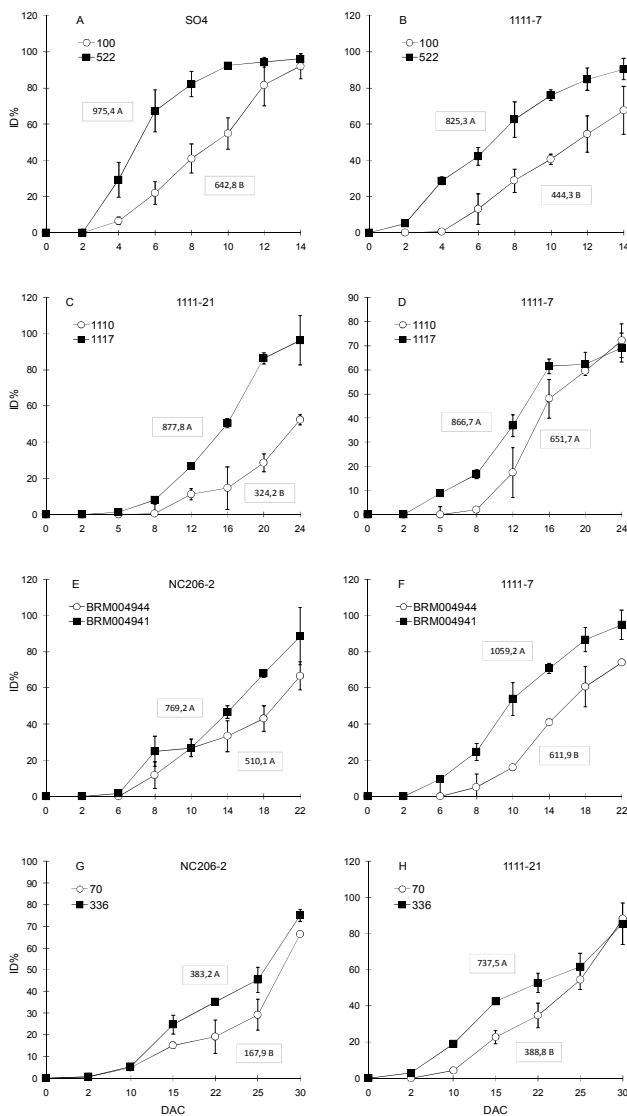 A SO4
100
522
975,4 A
642,8 B
ID%
120
100
80
60
40
20
0
0 2 4 6 8 10 12 14
B 1111-7
100
522
825,3 A
444,3 B
120
100
80
60
40
20
0
0 2 4 6 8 10 12 14
C 1111-21
1110
1117
877,8 A
324,2 B
ID%
120
100
80
60
40
20
0
0 2 5 8 12 16 20 24
D 1111-7
1110
1117
866,7 A
651,7 A
90
80
70
60
50
40
30
20
10
0
0 2 5 8 12 16 20 24
E NC206-2
BRM004944
BRM004941
769,2 A
510,1 A
ID%
120
100
80
60
40
20
0
0 2 6 8 10 14 18 22
F 1111-7
BRM004944
BRM004941
1059,2 A
611,9 B
120
100
80
60
40
20
0
0 2 6 8 10 14 18 22
G NC206-2
70
336
383,2 A
167,9 B
ID%
100
90
80
70
60
50
40
30
20
10
0
0 2 10 15 22 25 30
DAC
H 1111-21
70
336
737,5 A
388,8 B
120
100
80
60
40
20
0
0 2 10 15 22 25 30
DAC